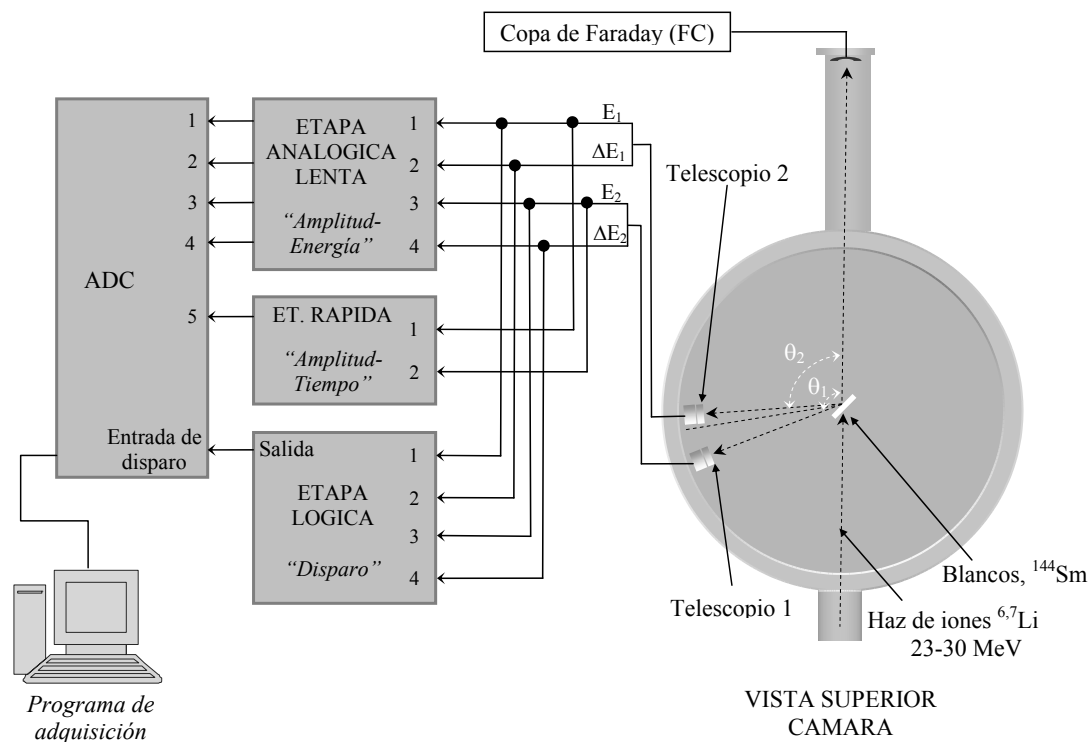 Copa de Faraday (FC)
ADC
1
2
3
4
5
Entrada de
disparo
ETAPA
ANALOGICA
LENTA
“Amplitud-
Energía”
1
2
3
4
ET. RAPIDA
“Amplitud-
Tiempo”
1
2
Salida
ETAPA
LOGICA
“Disparo”
1
2
3
4
E1
ΔE1
E2
ΔE2
Telescopio 2
θ2
θ1
Telescopio 1
Blancos, 144Sm
Haz de iones 6,7Li
23-30 MeV
VISTA SUPERIOR
CAMARA
Programa de
adquisición